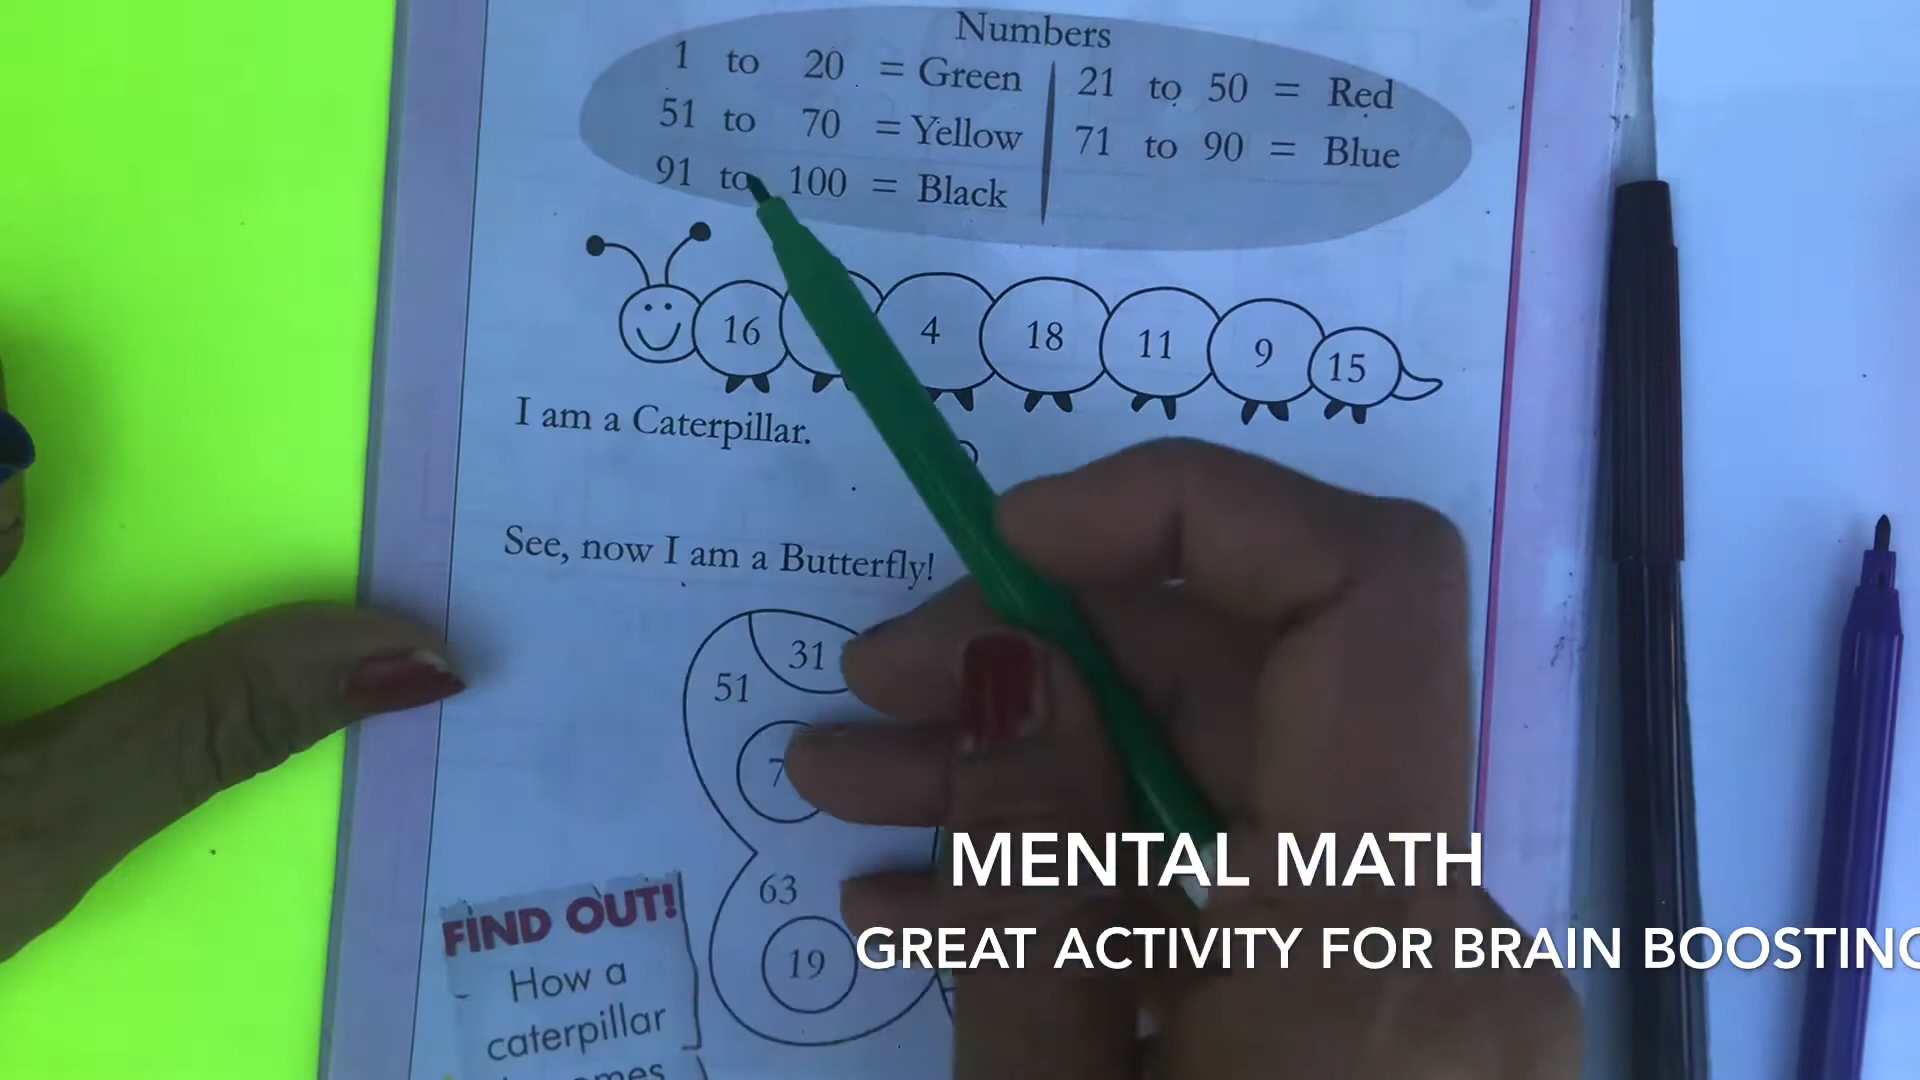 Numbers
1 to 20 = Green
21 to 50 = Red
51 to 70 = Yellow
71 to 90 = Blue
91 to 100 = Black
16 4 18 11 9 15
I am a Caterpillar.
See, now I am a Butterfly!
31
51
63
19
FIND OUT!
How a
caterpillar
MENTAL MATH
GREAT ACTIVITY FOR BRAIN BOOSTING